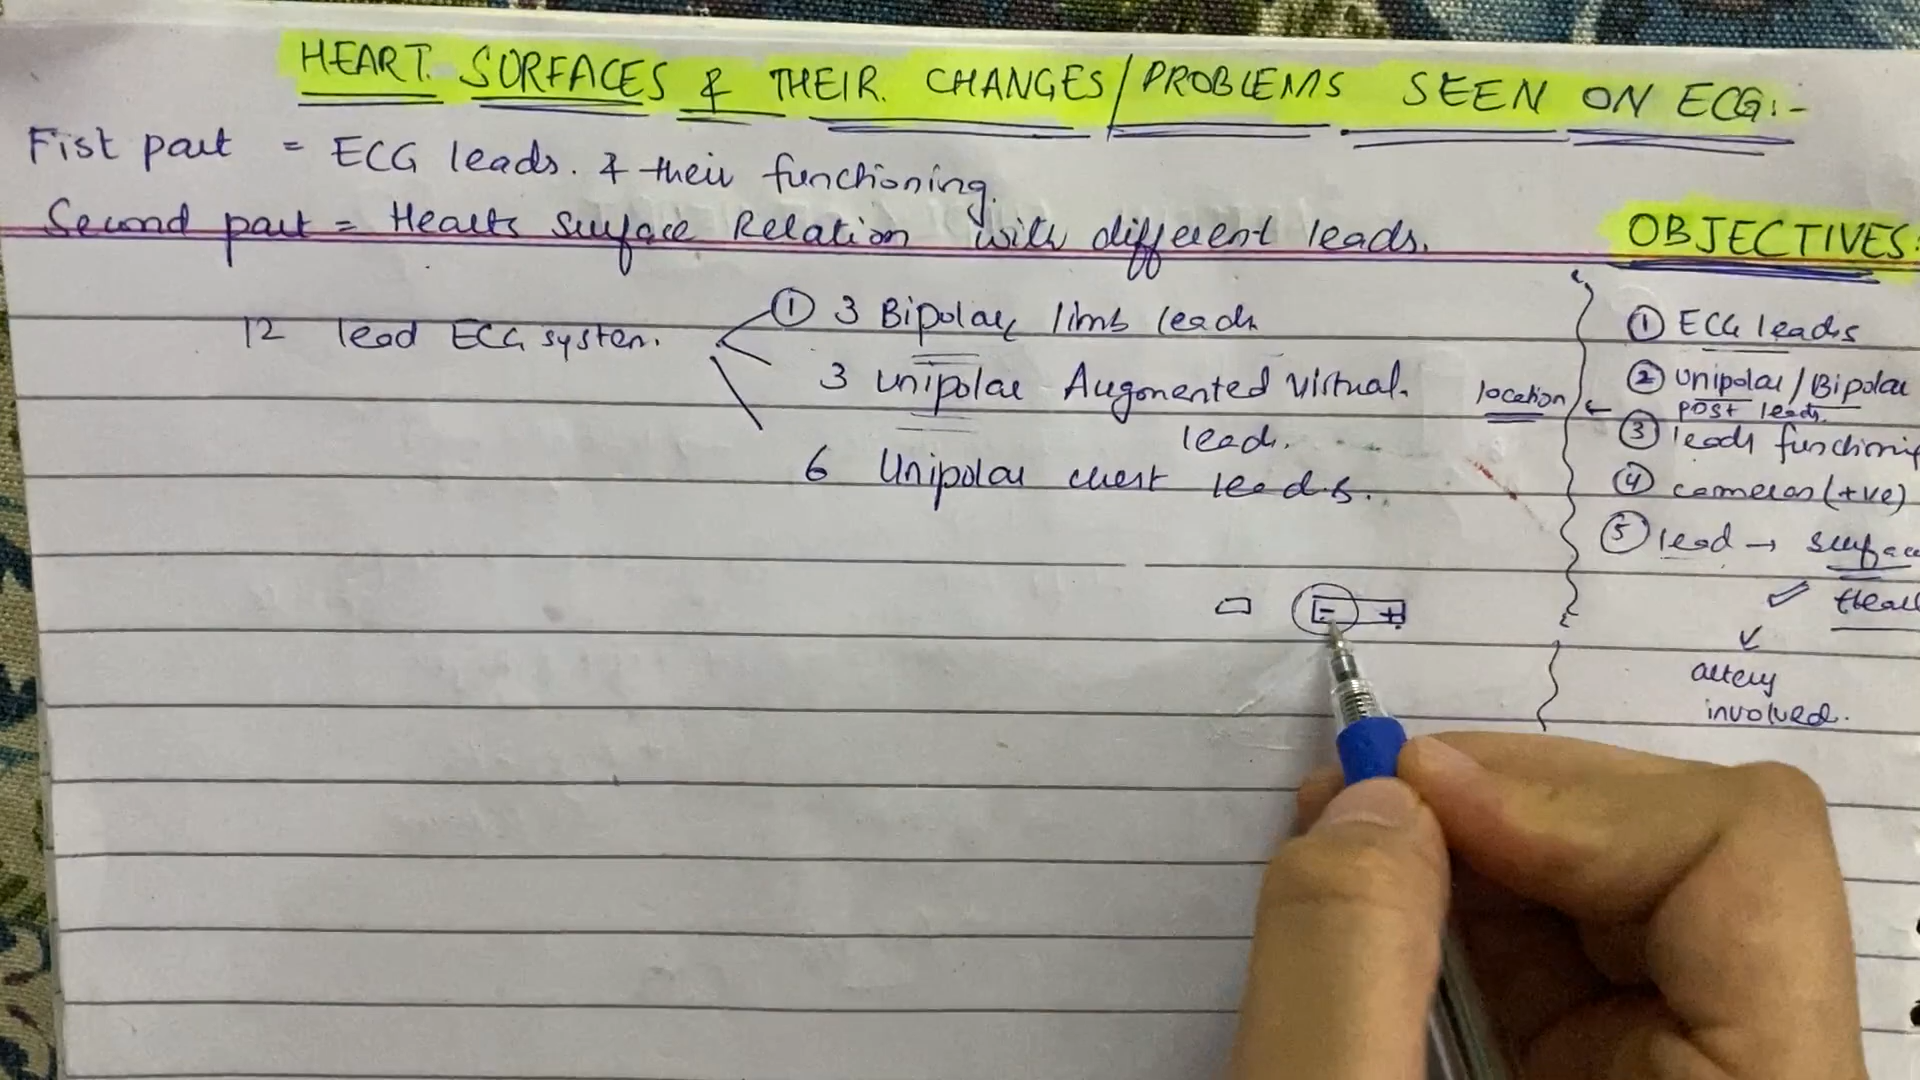 HEART SURFACES & THEIR CHANGES/PROBLEMS SEEN ON ECG:-
Fist part = ECG leads. & their functioning.
Second part = Hearts Surface Relation with different leads.
12 lead ECG system.
① 3 Bipolar limb leads
3 unipolar Augmented virtual.
lead.
6 Unipolar chest leads.
- +
OBJECTIVES:
① ECG leads
② Unipolar/Bipolar
location ← post leads
③ leads functioning
④ cameras (+ve)
⑤ lead → surface
Heart
artery
involved.